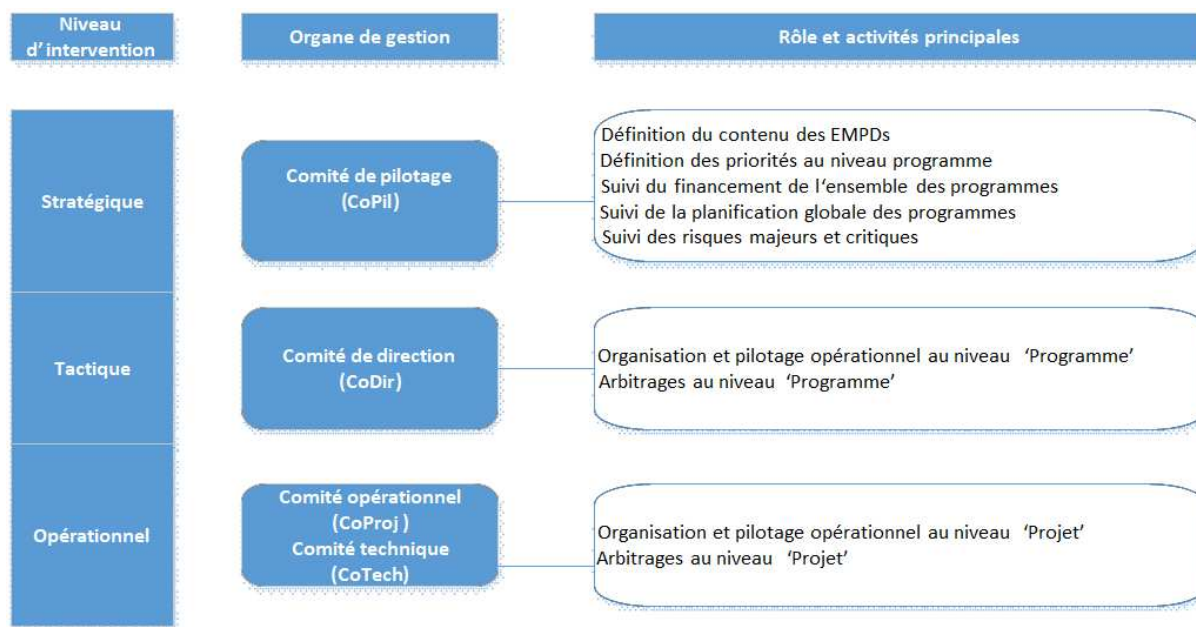 Niveau
d'intervention
Organe de gestion
Rôle et activités principales
Stratégique
Comité de pilotage
(CoPil)
Définition du contenu des EMPDs
Définition des priorités au niveau programme
Suivi du financement de l'ensemble des programmes
Suivi de la planification globale des programmes
Suivi des risques majeurs et critiques
Tactique
Comité de direction
(CoDir)
Organisation et pilotage opérationnel au niveau 'Programme'
Arbitrages au niveau 'Programme'
Opérationnel
Comité opérationnel
(CoProj )
Comité technique
(CoTech)
Organisation et pilotage opérationnel au niveau 'Projet'
Arbitrages au niveau 'Projet'